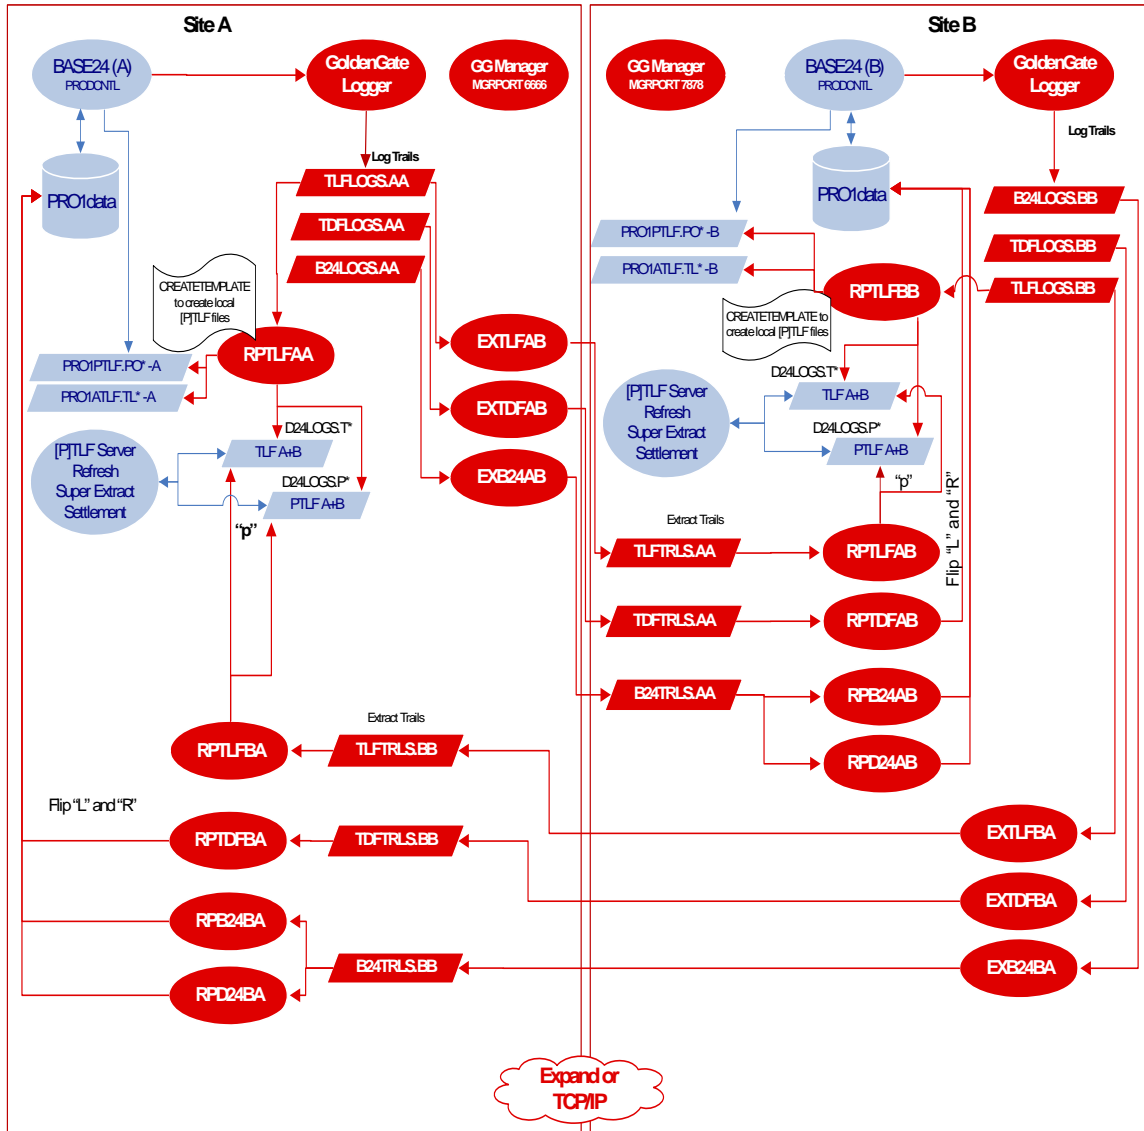 Site A
BASE24 (A)
PRODCNTL
GoldenGate
Logger
GG Manager
MGRPORT 6666
Log Trails
PRO1data
TLFLOGS.AA
TDFLOGS.AA
B24LOGS.AA
CREATETEMPLATE
to create local
[P]TLF files
RPTLFAA
EXTLFAB
PRO1PTLF.PO* -A
PRO1ATLF.TL* -A
EXTDFAB
D24LOGS.T*
TLF A+B
[P]TLF Server
Refresh
Super Extract
Settlement
D24LOGS.P*
PTLF A+B
EXB24AB
“p”
Extract Trails
RPTLFBA
TLFTRLS.BB
Flip “L” and “R”
RPTDFBA
TDFTRLS.BB
RPB24BA
B24TRLS.BB
RPD24BA
Site B
GG Manager
MGRPORT 7878
BASE24 (B)
PRODCNTL
GoldenGate
Logger
Log Trails
PRO1data
B24LOGS.BB
PRO1PTLF.PO* -B
TDFLOGS.BB
PRO1ATLF.TL* -B
RPTLFBB
TLFLOGS.BB
CREATETEMPLATE to
create local [P]TLF files
D24LOGS.T*
TLF A+B
[P]TLF Server
Refresh
Super Extract
Settlement
D24LOGS.P*
PTLF A+B
“p”
Flip “L” and “R”
Extract Trails
TLFTRLS.AA
RPTLFAB
TDFTRLS.AA
RPTDFAB
B24TRLS.AA
RPB24AB
RPD24AB
EXTLFBA
EXTDFBA
EXB24BA
Expand or
TCP/IP